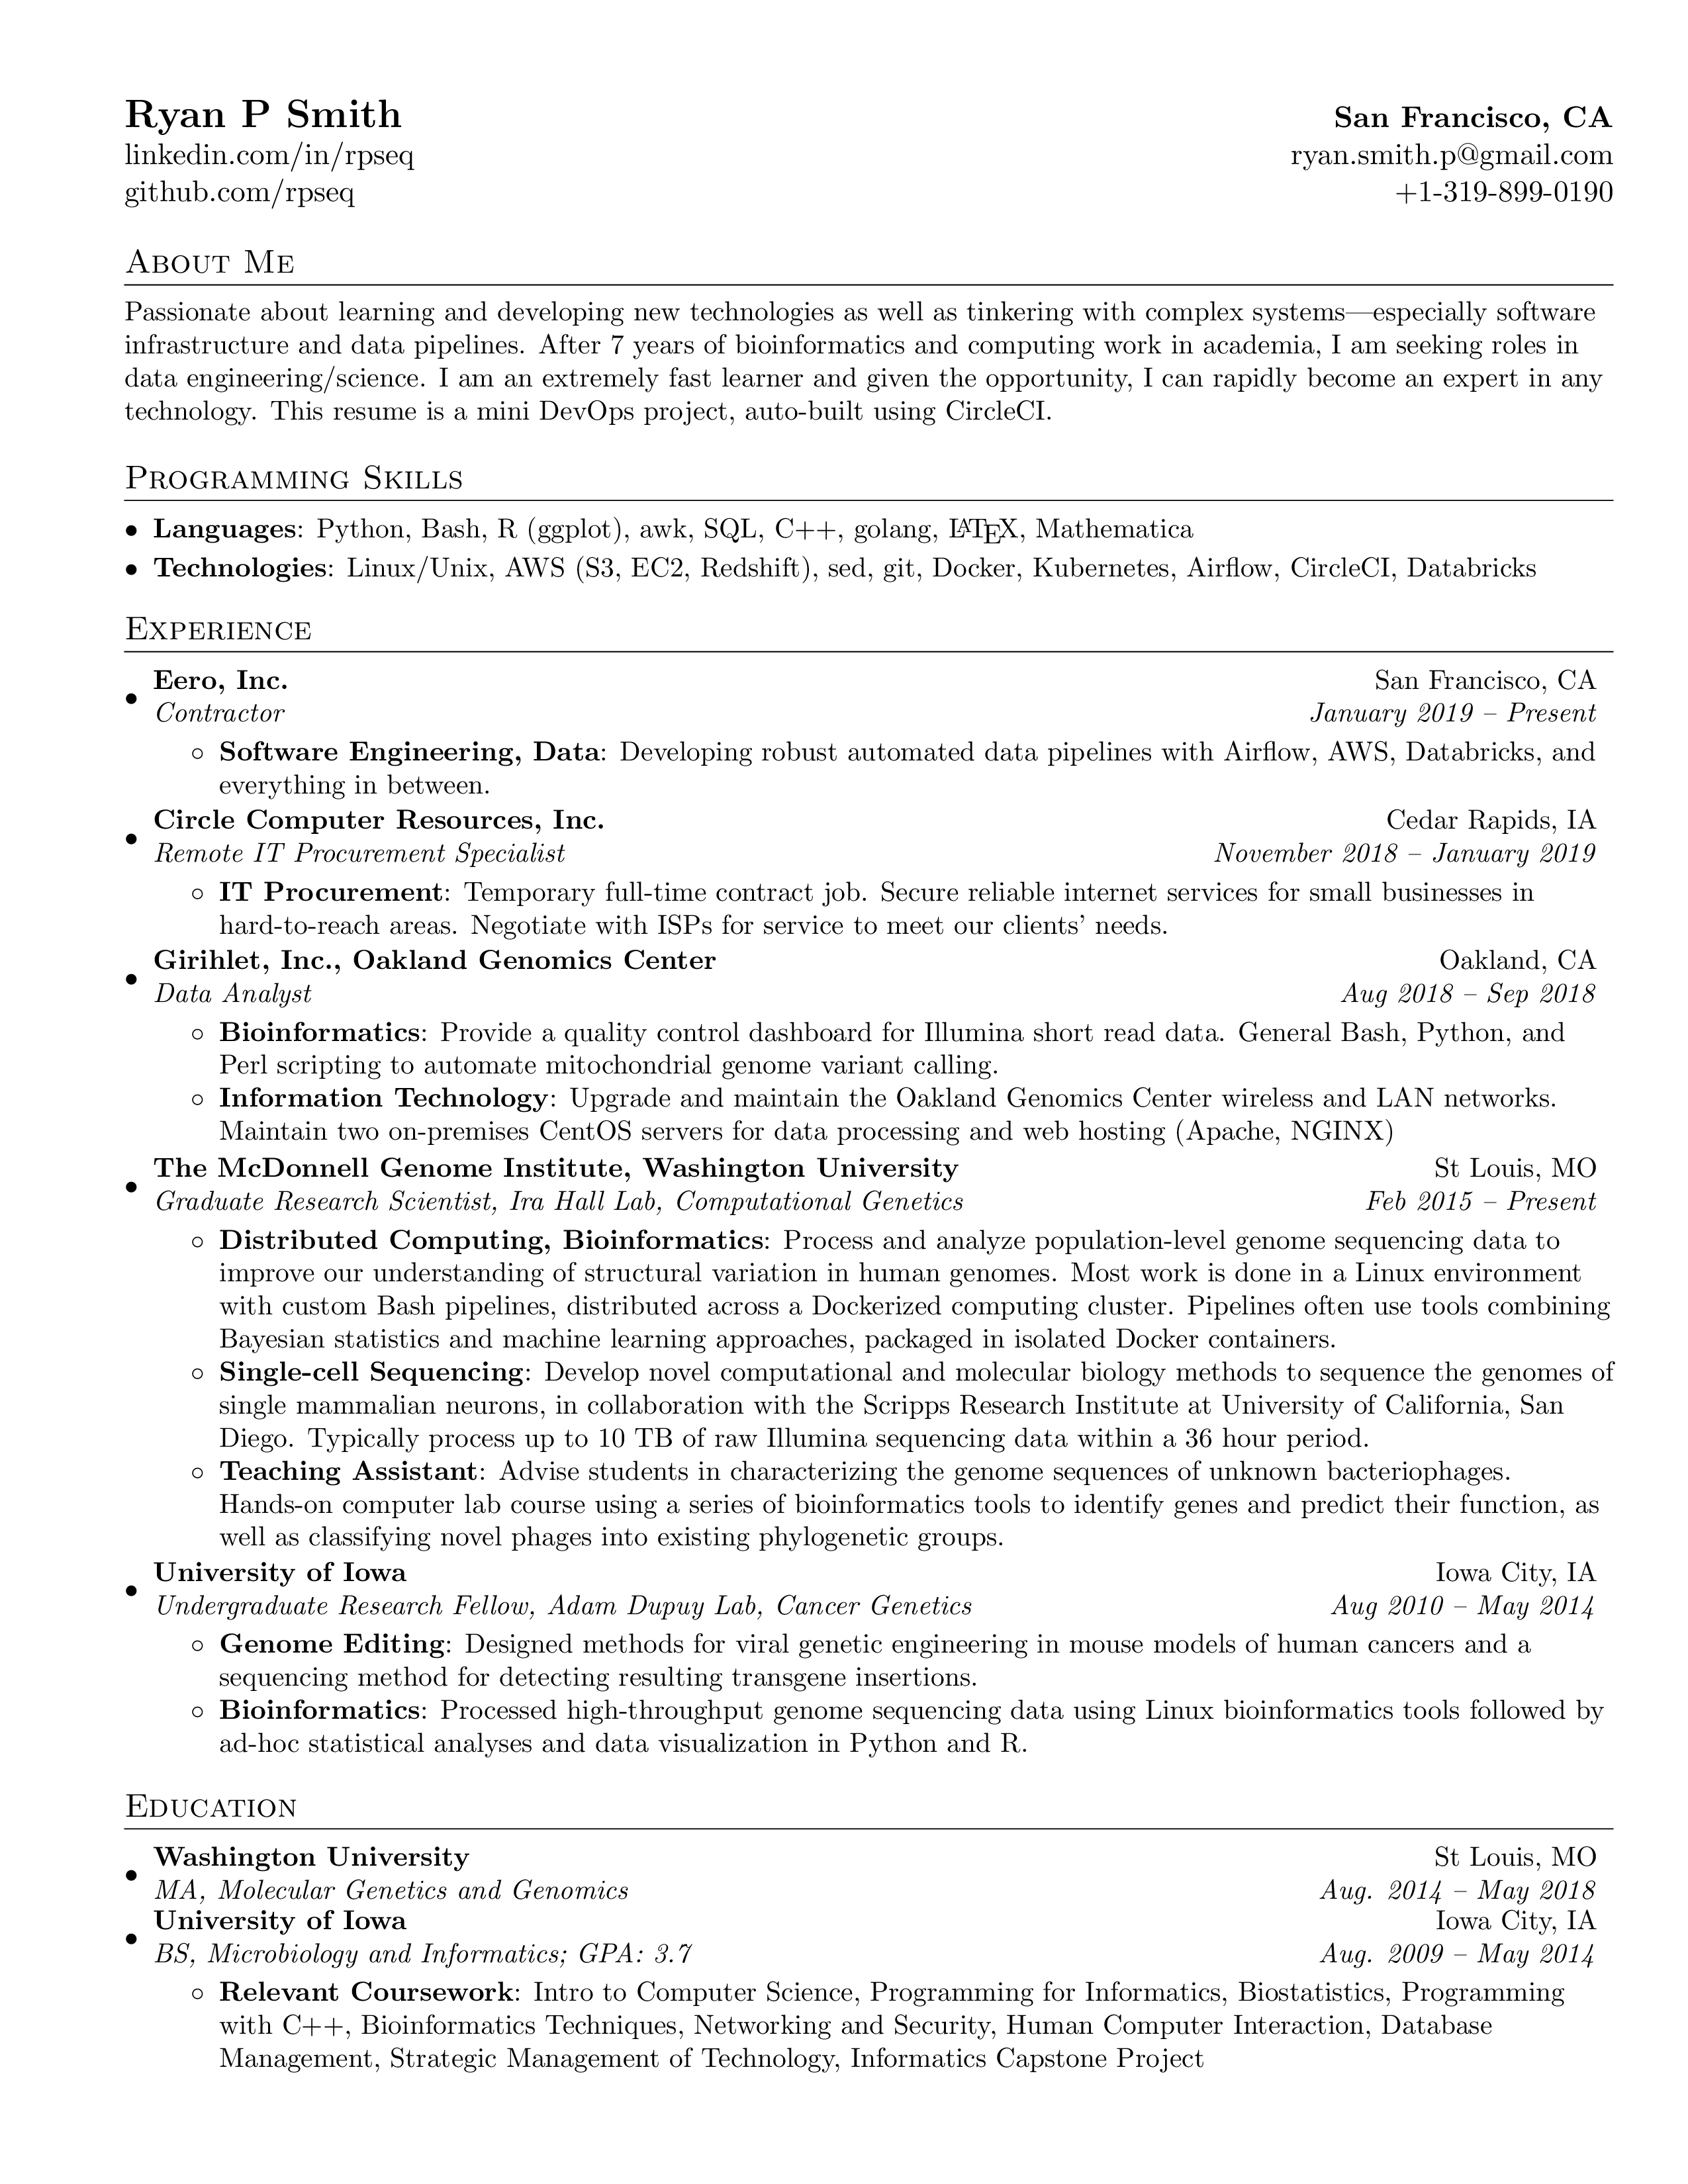 Ryan P Smith
San Francisco, CA
linkedin.com/in/rpseq
ryan.smith.p@gmail.com
github.com/rpseq
+1-319-899-0190
About Me
Passionate about learning and developing new technologies as well as tinkering with complex systems—especially software
infrastructure and data pipelines. After 7 years of bioinformatics and computing work in academia, I am seeking roles in
data engineering/science. I am an extremely fast learner and given the opportunity, I can rapidly become an expert in any
technology. This resume is a mini DevOps project, auto-built using CircleCI.
Programming Skills
• Languages: Python, Bash, R (ggplot), awk, SQL, C++, golang, LATEX, Mathematica
• Technologies: Linux/Unix, AWS (S3, EC2, Redshift), sed, git, Docker, Kubernetes, Airflow, CircleCI, Databricks
Experience
• Eero, Inc. San Francisco, CA
Contractor January 2019 – Present
◦ Software Engineering, Data: Developing robust automated data pipelines with Airflow, AWS, Databricks, and
everything in between.
• Circle Computer Resources, Inc. Cedar Rapids, IA
Remote IT Procurement Specialist November 2018 – January 2019
◦ IT Procurement: Temporary full-time contract job. Secure reliable internet services for small businesses in
hard-to-reach areas. Negotiate with ISPs for service to meet our clients' needs.
• Girihlet, Inc., Oakland Genomics Center Oakland, CA
Data Analyst Aug 2018 – Sep 2018
◦ Bioinformatics: Provide a quality control dashboard for Illumina short read data. General Bash, Python, and
Perl scripting to automate mitochondrial genome variant calling.
◦ Information Technology: Upgrade and maintain the Oakland Genomics Center wireless and LAN networks.
Maintain two on-premises CentOS servers for data processing and web hosting (Apache, NGINX)
• The McDonnell Genome Institute, Washington University St Louis, MO
Graduate Research Scientist, Ira Hall Lab, Computational Genetics Feb 2015 – Present
◦ Distributed Computing, Bioinformatics: Process and analyze population-level genome sequencing data to
improve our understanding of structural variation in human genomes. Most work is done in a Linux environment
with custom Bash pipelines, distributed across a Dockerized computing cluster. Pipelines often use tools combining
Bayesian statistics and machine learning approaches, packaged in isolated Docker containers.
◦ Single-cell Sequencing: Develop novel computational and molecular biology methods to sequence the genomes of
single mammalian neurons, in collaboration with the Scripps Research Institute at University of California, San
Diego. Typically process up to 10 TB of raw Illumina sequencing data within a 36 hour period.
◦ Teaching Assistant: Advise students in characterizing the genome sequences of unknown bacteriophages.
Hands-on computer lab course using a series of bioinformatics tools to identify genes and predict their function, as
well as classifying novel phages into existing phylogenetic groups.
• University of Iowa Iowa City, IA
Undergraduate Research Fellow, Adam Dupuy Lab, Cancer Genetics Aug 2010 – May 2014
◦ Genome Editing: Designed methods for viral genetic engineering in mouse models of human cancers and a
sequencing method for detecting resulting transgene insertions.
◦ Bioinformatics: Processed high-throughput genome sequencing data using Linux bioinformatics tools followed by
ad-hoc statistical analyses and data visualization in Python and R.
Education
• Washington University St Louis, MO
MA, Molecular Genetics and Genomics Aug. 2014 – May 2018
• University of Iowa Iowa City, IA
BS, Microbiology and Informatics; GPA: 3.7 Aug. 2009 – May 2014
◦ Relevant Coursework: Intro to Computer Science, Programming for Informatics, Biostatistics, Programming
with C++, Bioinformatics Techniques, Networking and Security, Human Computer Interaction, Database
Management, Strategic Management of Technology, Informatics Capstone Project